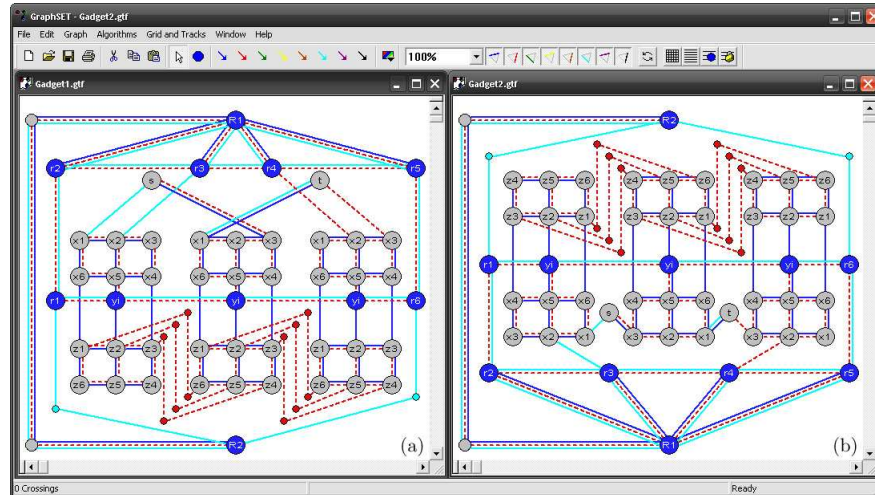 GraphSET - Gadget2.gtf
File Edit Graph Algorithms Grid and Tracks Window Help
100%
Gadget1.gtf
R1
r2 r3 r4 r5
s t
x1 x2 x3 x1 x2 x3 x1 x2 x3
x6 x5 x4 x6 x5 x4 x6 x5 x4
r1 yi yi yi r6
z1 z2 z3 z1 z2 z3 z1 z2 z3
z6 z5 z4 z6 z5 z4 z6 z5 z4
R2
(a)
Gadget2.gtf
R2
z4 z5 z6 z4 z5 z6 z4 z5 z6
z3 z2 z1 z3 z2 z1 z3 z2 z1
r1 yi yi yi r6
x4 x5 x6 x4 x5 x6 x4 x5 x6
s t
x3 x2 x1 x3 x2 x1 x3 x2 x1
r2 r3 r4 r5
R1
(b)
0 Crossings Ready